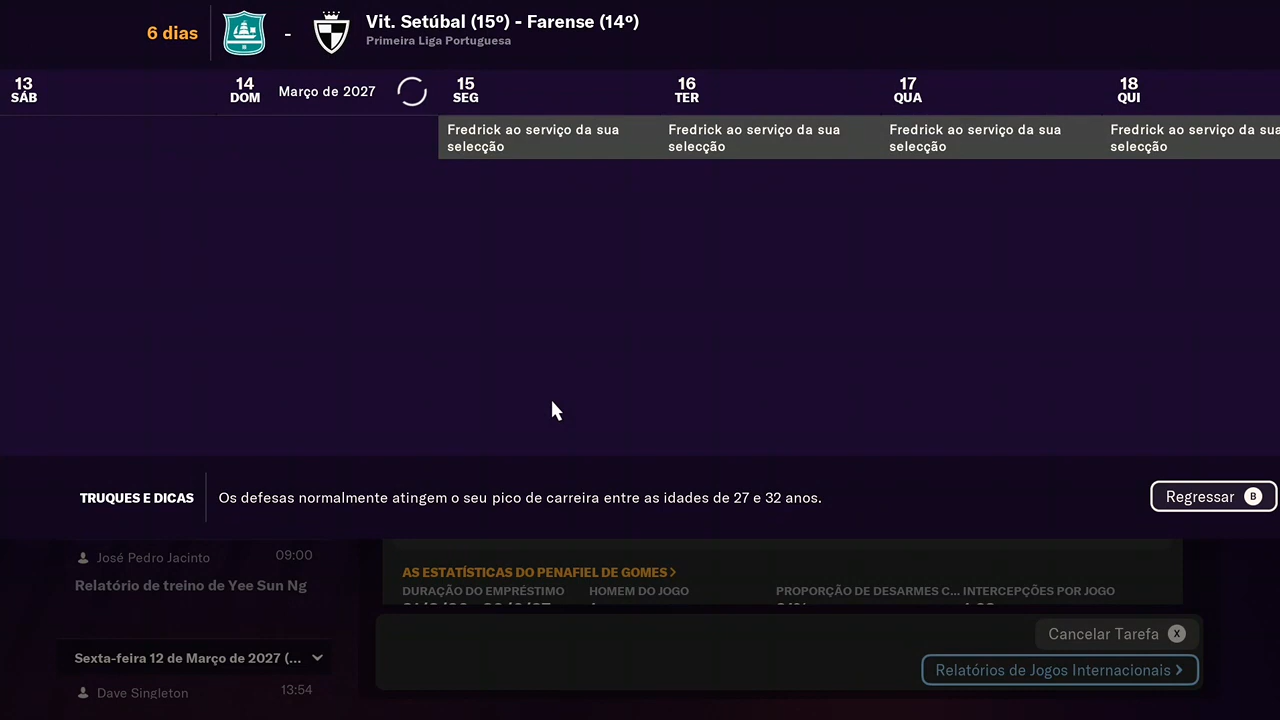 6 dias
-
Vit. Setúbal (15º) - Farense (14º)
Primeira Liga Portuguesa
13
SÁB
14
DOM
Março de 2027
15
SEG
16
TER
17
QUA
18
QUI
Fredrick ao serviço da sua
selecção
Fredrick ao serviço da sua
selecção
Fredrick ao serviço da sua
selecção
Fredrick ao serviço da sua
selecção
TRUQUES E DICAS
Os defesas normalmente atingem o seu pico de carreira entre as idades de 27 e 32 anos.
Regressar B
José Pedro Jacinto 09:00
Relatório de treino de Yee Sun Ng
Sexta-feira 12 de Março de 2027 (...
Dave Singleton 13:54
AS ESTATÍSTICAS DO PENAFIEL DE GOMES >
DURAÇÃO DO EMPRÉSTIMO HOMEM DO JOGO PROPORÇÃO DE DESARMES C... INTERCEPÇÕES POR JOGO
Cancelar Tarefa X
Relatórios de Jogos Internacionais >